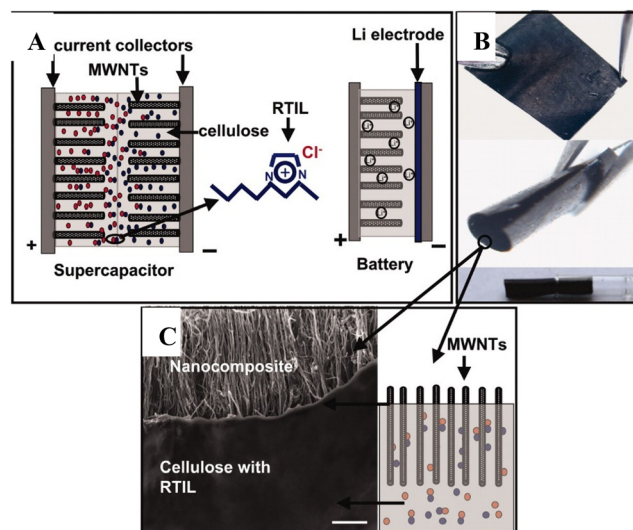 A
current collectors
MWNTs
cellulose
RTIL
Cl-
N
+
N
+
−
Supercapacitor
Li electrode
+
−
Battery
B
C
Nanocomposite
Cellulose with
RTIL
MWNTs